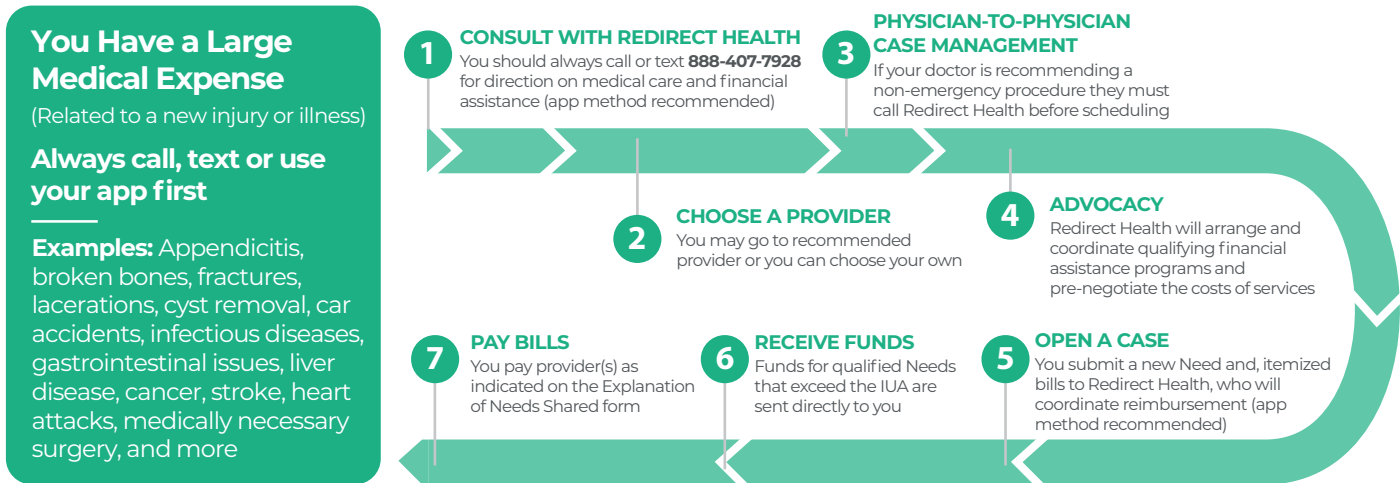 You Have a Large
Medical Expense
(Related to a new injury or illness)
Always call, text or use
your app first
Examples: Appendicitis,
broken bones, fractures,
lacerations, cyst removal, car
accidents, infectious diseases,
gastrointestinal issues, liver
disease, cancer, stroke, heart
attacks, medically necessary
surgery, and more
1
CONSULT WITH REDIRECT HEALTH
You should always call or text 888-407-7928
for direction on medical care and financial
assistance (app method recommended)
2
CHOOSE A PROVIDER
You may go to recommended
provider or you can choose your own
3
PHYSICIAN-TO-PHYSICIAN
CASE MANAGEMENT
If your doctor is recommending a
non-emergency procedure they must
call Redirect Health before scheduling
4
ADVOCACY
Redirect Health will arrange and
coordinate qualifying financial
assistance programs and
pre-negotiate the costs of services
5
OPEN A CASE
You submit a new Need and, itemized
bills to Redirect Health, who will
coordinate reimbursement (app
method recommended)
6
RECEIVE FUNDS
Funds for qualified Needs
that exceed the IUA are
sent directly to you
7
PAY BILLS
You pay provider(s) as
indicated on the Explanation
of Needs Shared form